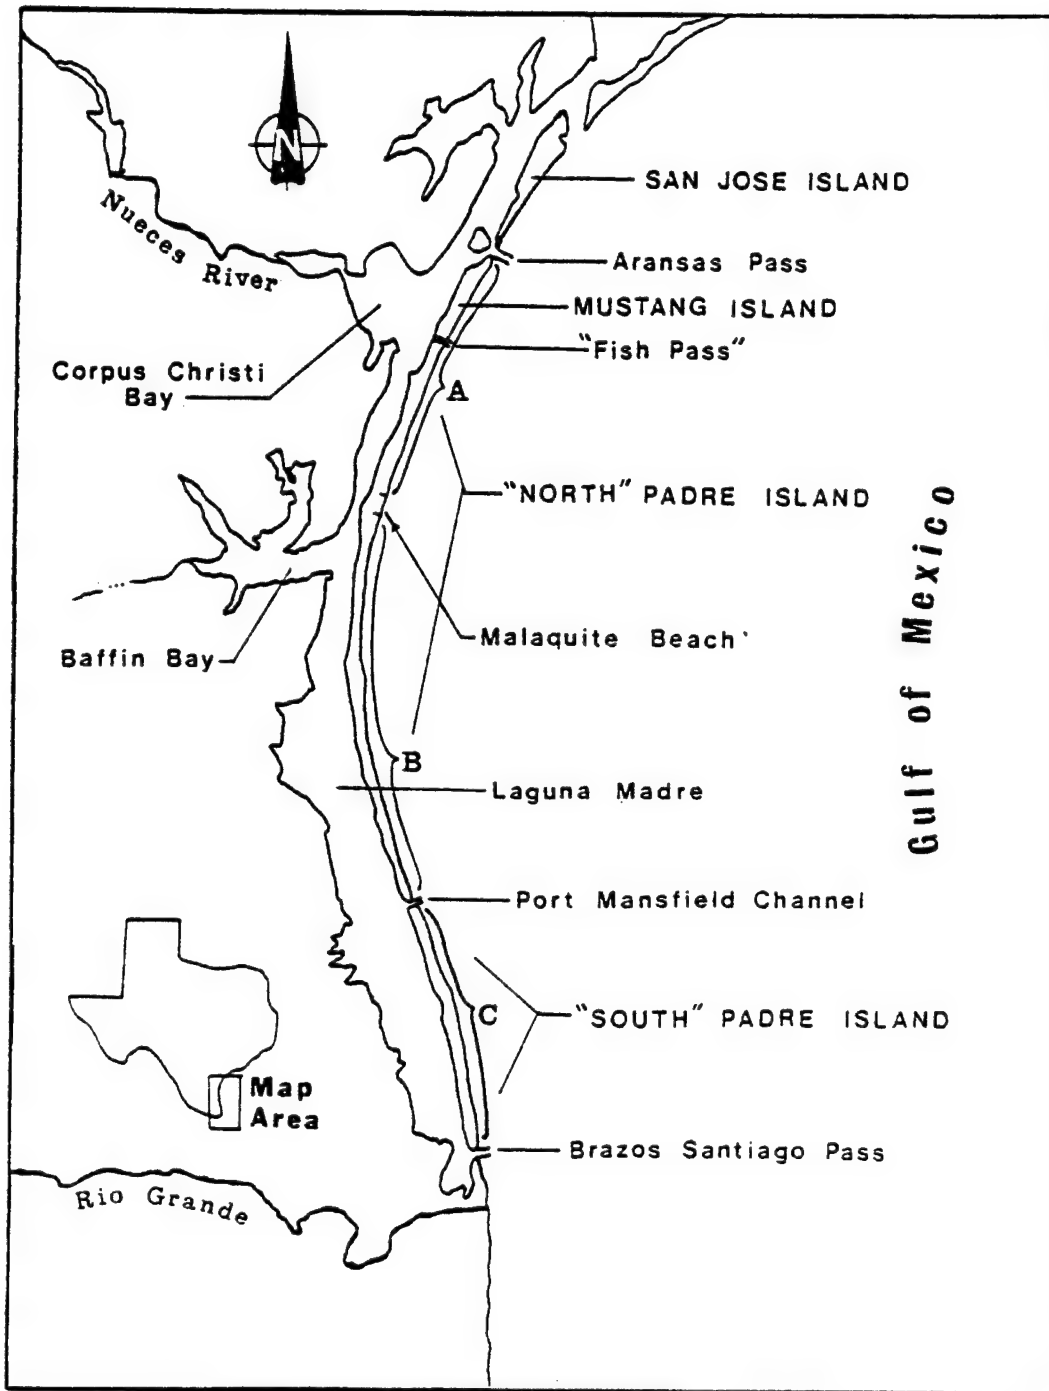 N
SAN JOSE ISLAND
Nueces River
Aransas Pass
MUSTANG ISLAND
"Fish Pass"
Corpus Christi
Bay
A
"NORTH" PADRE ISLAND
Gulf of Mexico
Malaquite Beach
Baffin Bay
B
Laguna Madre
Port Mansfield Channel
C
"SOUTH" PADRE ISLAND
Map
Area
Brazos Santiago Pass
Rio Grande